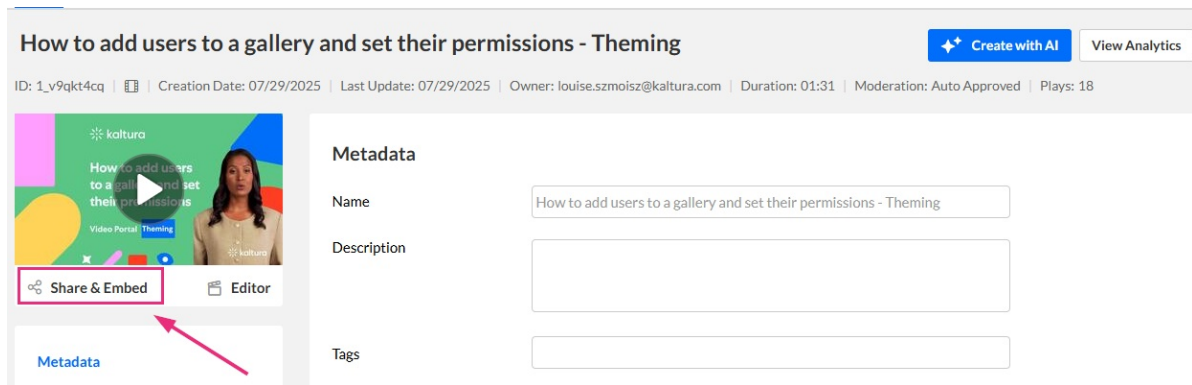 How to add users to a gallery and set their permissions - Theming
Create with AI
View Analytics
ID: 1_v9qkt4cq | Creation Date: 07/29/2025 | Last Update: 07/29/2025 | Owner: louise.szmoisz@kaltura.com | Duration: 01:31 | Moderation: Auto Approved | Plays: 18
kaltura
How to add users
to a gallery and set
their permissions
Video Portal Theming
kaltura
Share & Embed
Editor
Metadata
Metadata
Name
How to add users to a gallery and set their permissions - Theming
Description
Tags